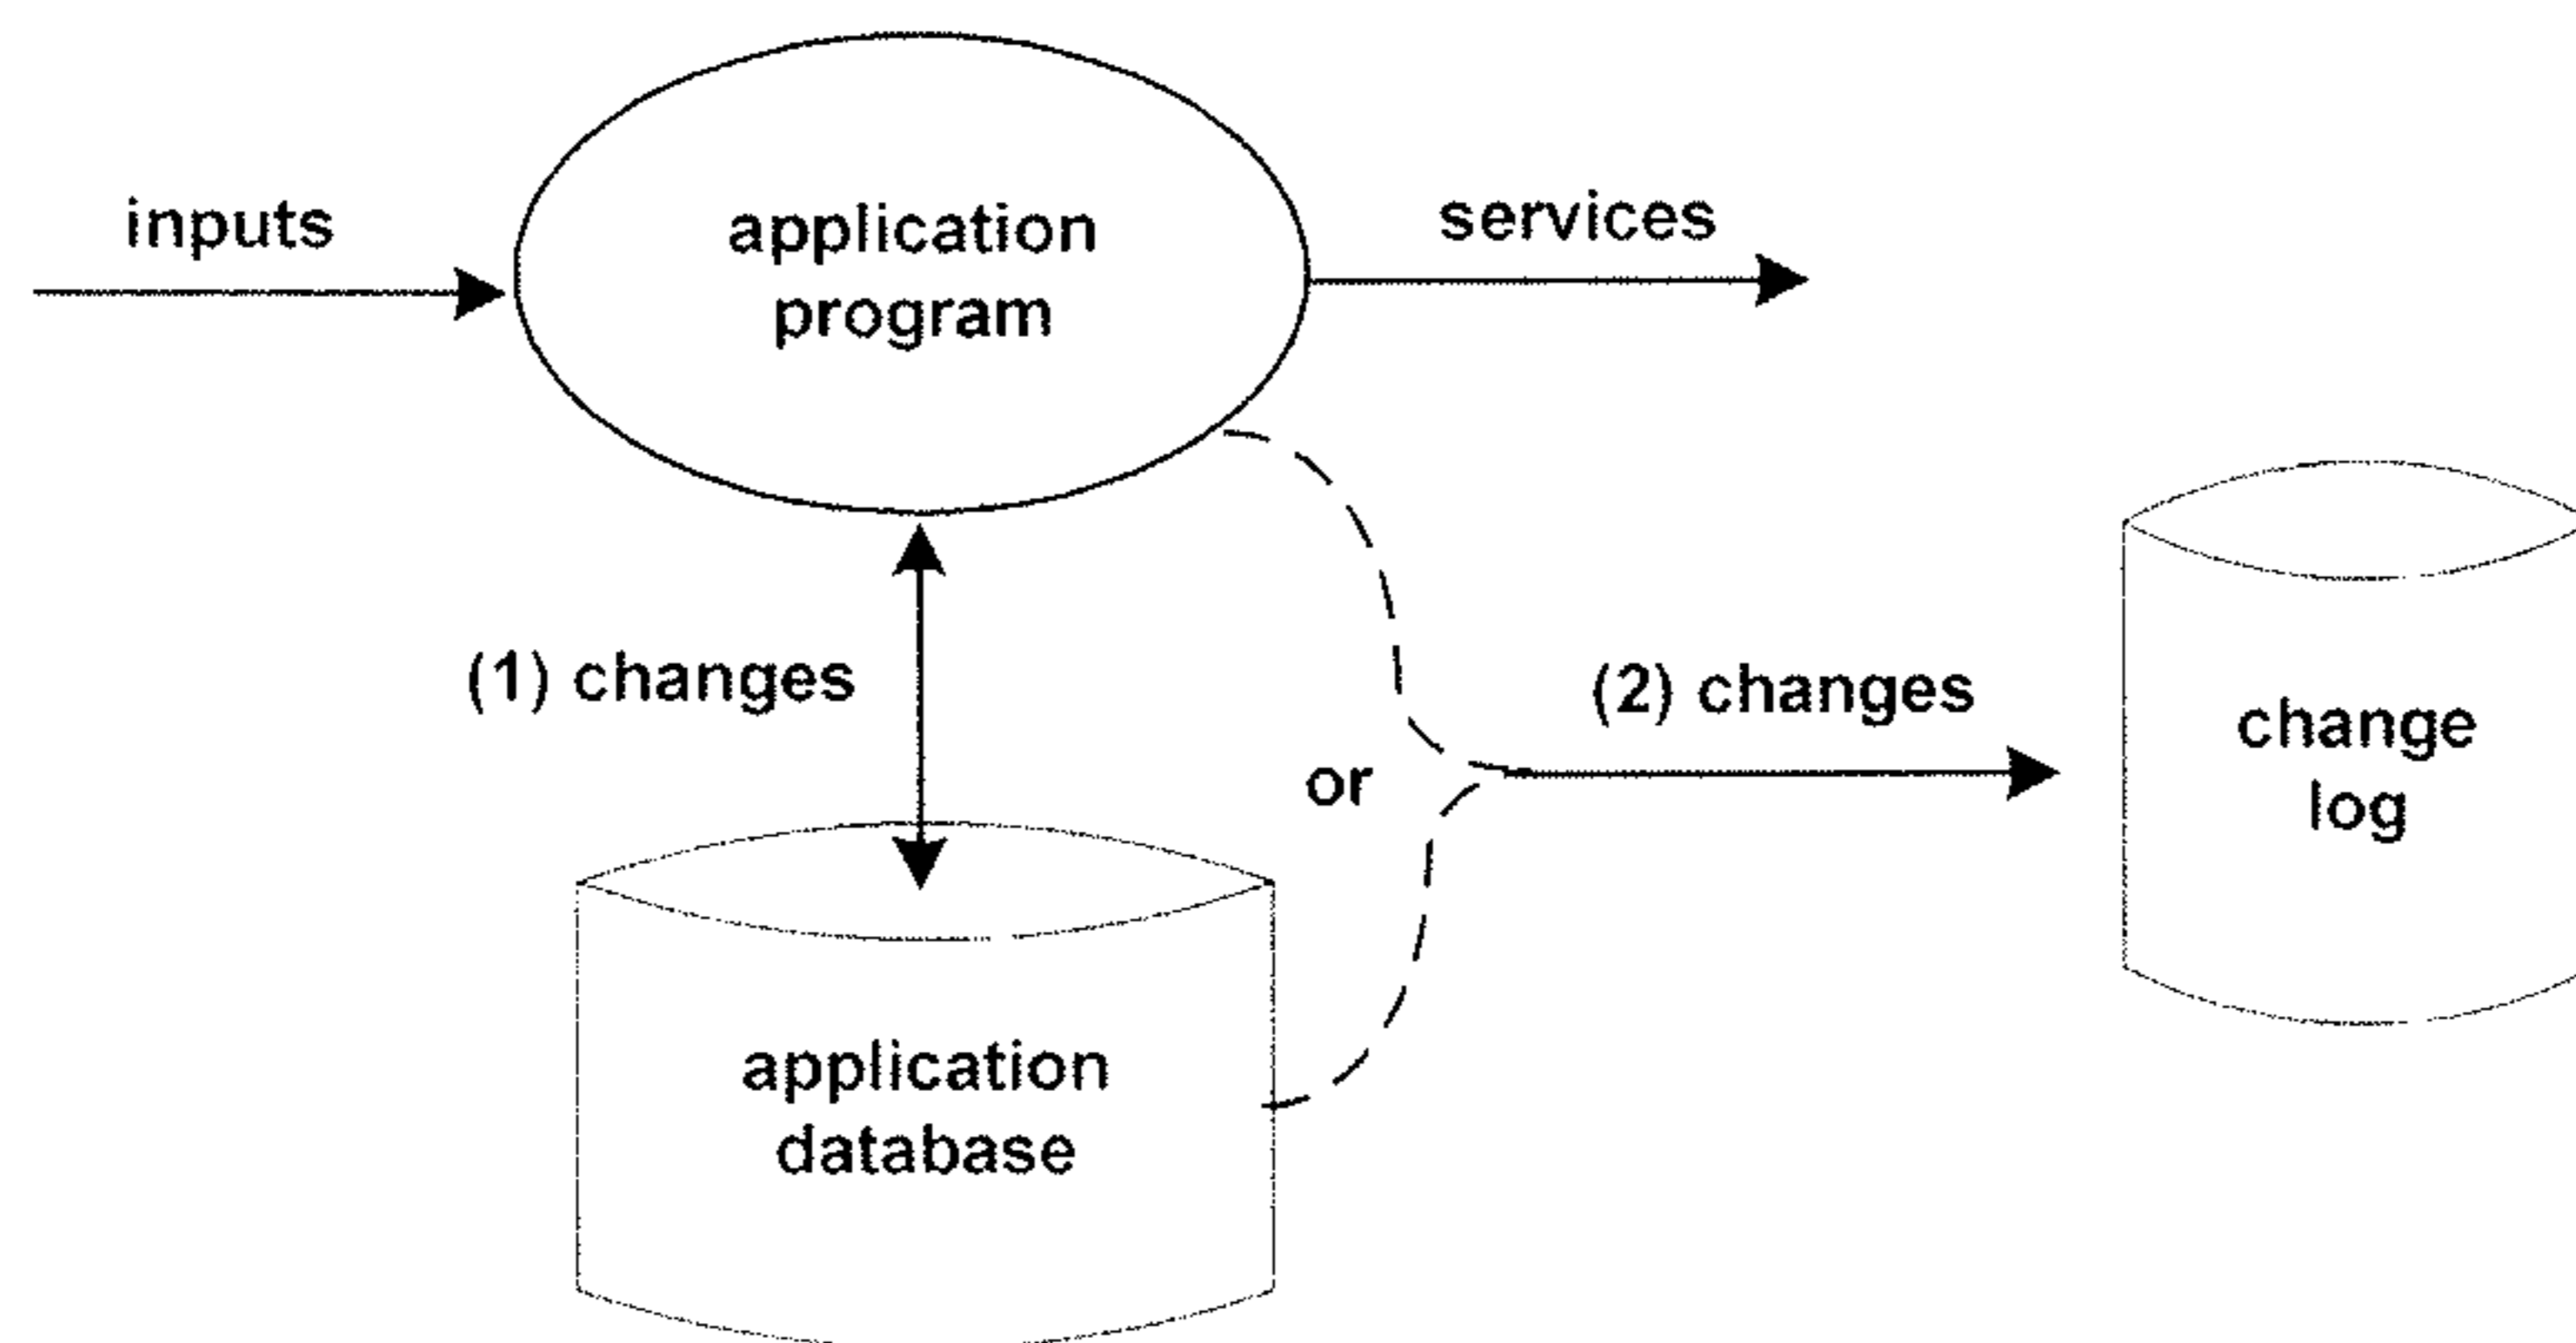 inputs
application
program
services
(1) changes
or
(2) changes
change
log
application
database